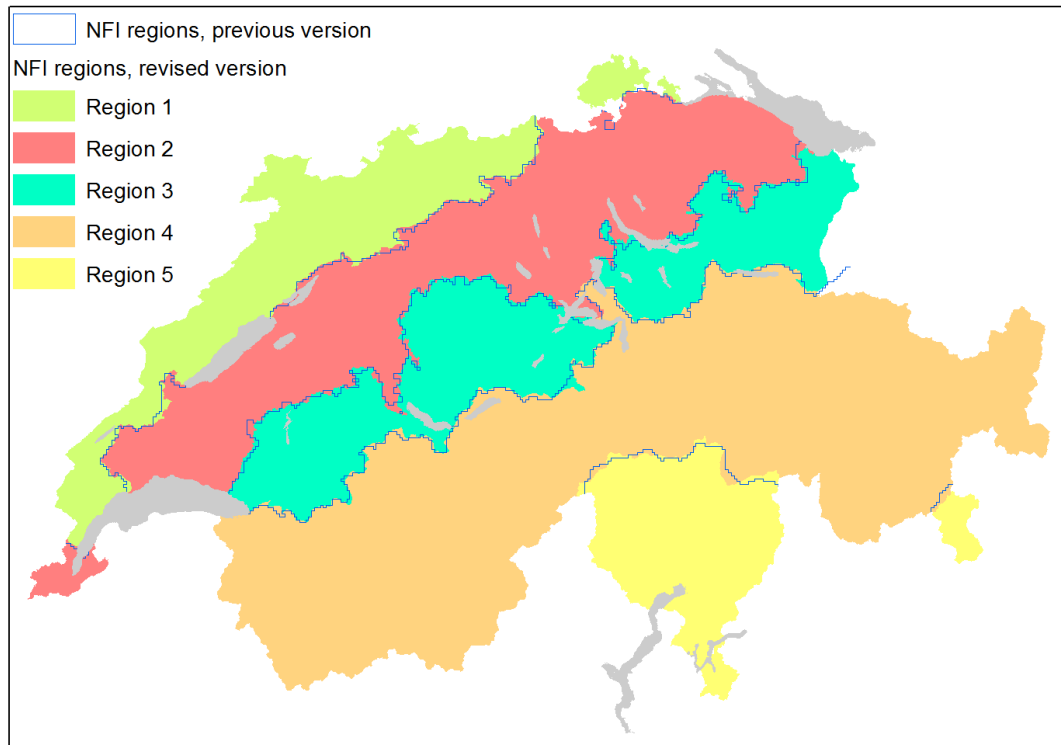 NFI regions, previous version
NFI regions, revised version
Region 1
Region 2
Region 3
Region 4
Region 5